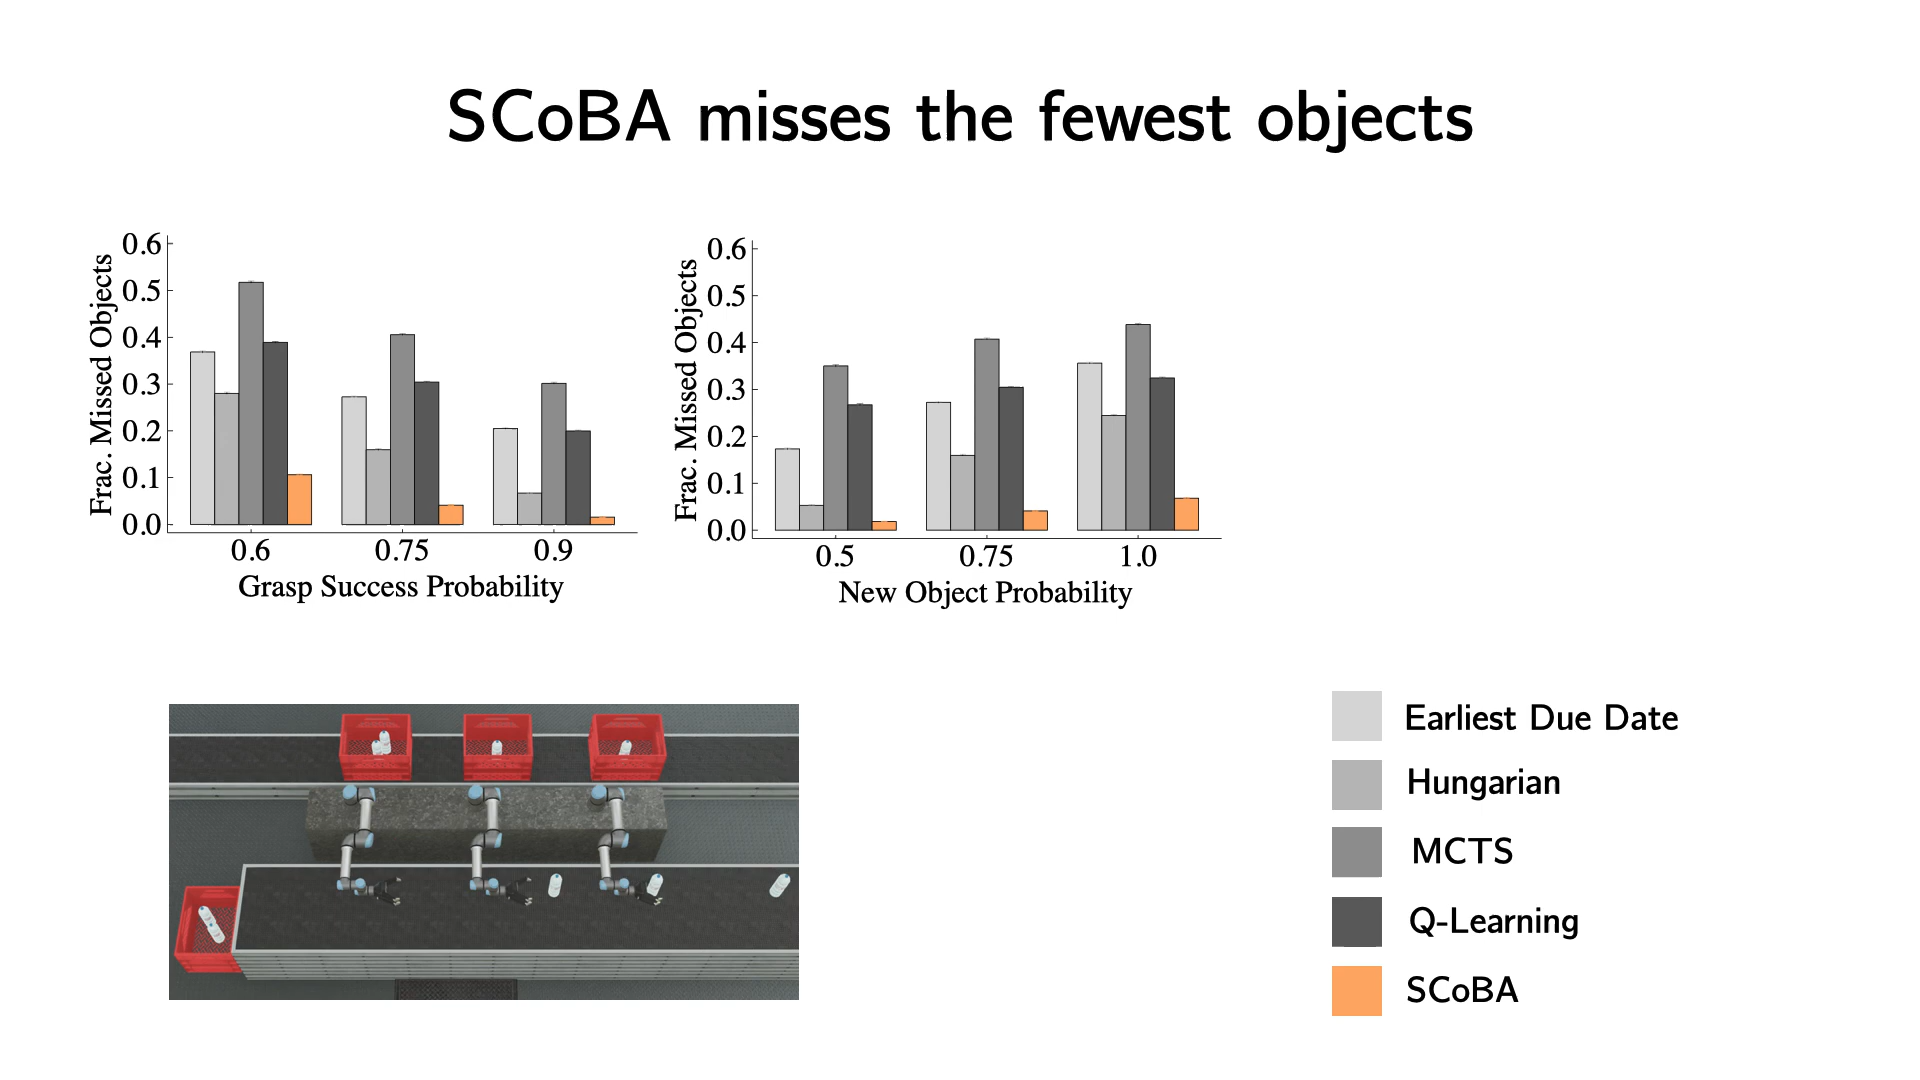 SCoBA misses the fewest objects
Frac. Missed Objects
0.6
0.5
0.4
0.3
0.2
0.1
0.0
0.6 0.75 0.9
Grasp Success Probability
Frac. Missed Objects
0.6
0.5
0.4
0.3
0.2
0.1
0.0
0.5 0.75 1.0
New Object Probability
Earliest Due Date
Hungarian
MCTS
Q-Learning
SCoBA